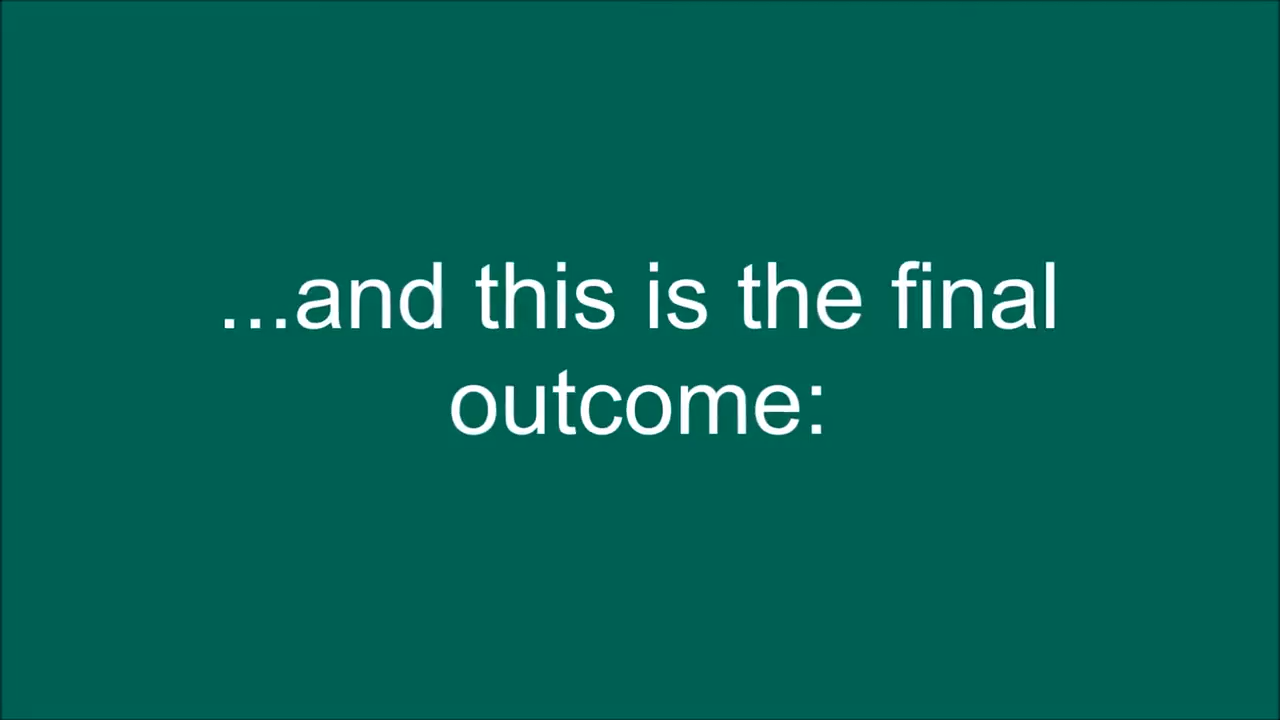 ...and this is the final
outcome: